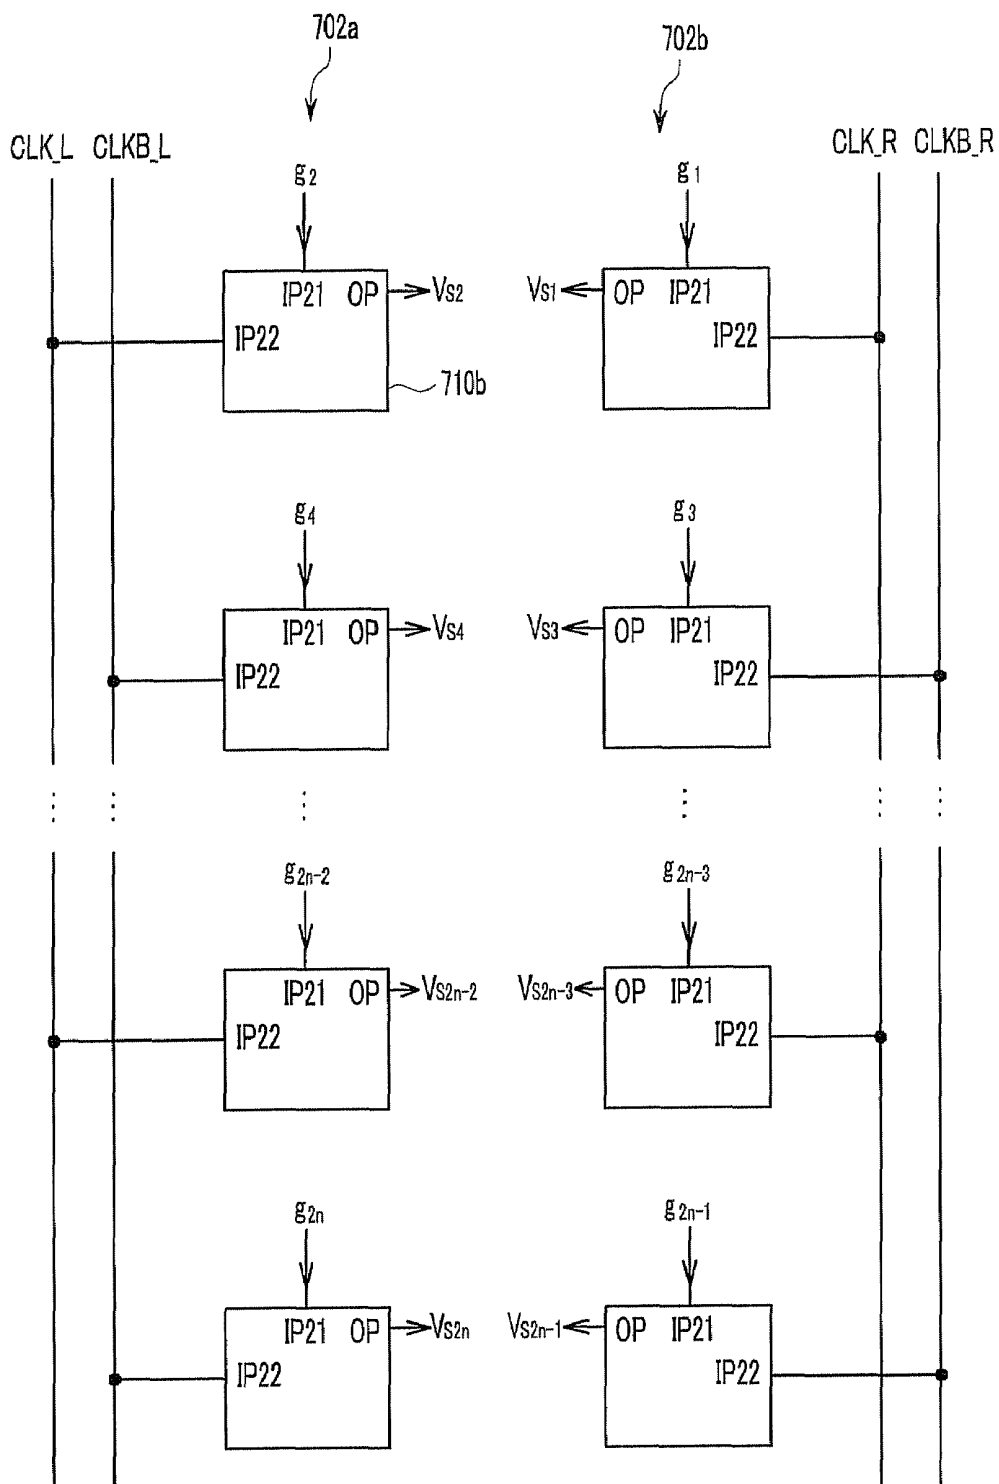 702a 702b
CLK_L CLKB_L CLK_R CLKB_R
g2 g1
IP21 OP VS2 VS1 OP IP21
IP22 IP22
710b
g4 g3
IP21 OP VS4 VS3 OP IP21
IP22 IP22
g2n-2 g2n-3
IP21 OP VS2n-2 VS2n-3 OP IP21
IP22 IP22
g2n g2n-1
IP21 OP VS2n VS2n-1 OP IP21
IP22 IP22